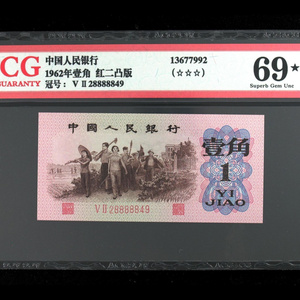 CG
GUARANTY
中国人民银行
1962年壹角 红二凸版
冠号: V II 28888849
13677992
(☆☆☆)
69★
Superb Gem Unc
中国人民银行
壹角
1
YI
JIAO
V II 28888849